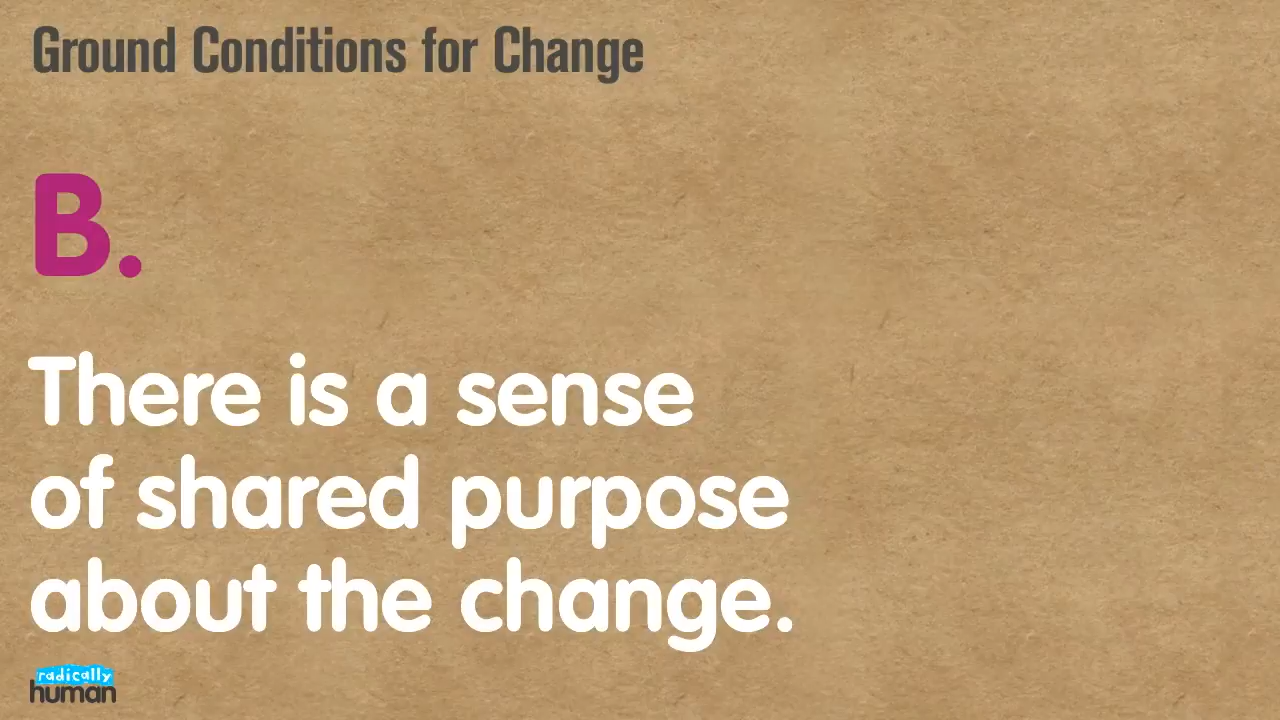 Ground Conditions for Change
B.
There is a sense
of shared purpose
about the change.
radically
human